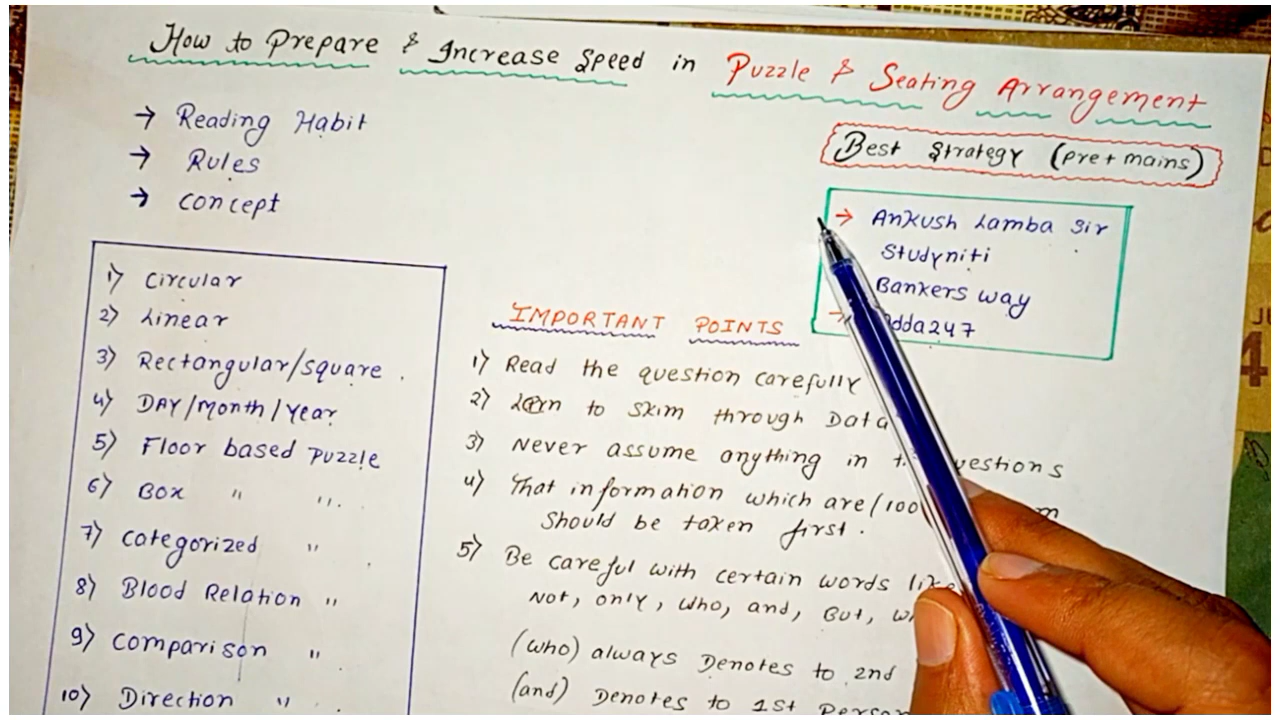 How to Prepare & Increase Speed in Puzzle & Seating Arrangement
→ Reading Habit
→ Rules
→ Concept
Best Strategy (pre+mains)
→ Ankush Lamba Sir
Studyniti
Bankers way
→ dda247
1) Circular
2) Linear
3) Rectangular/square.
4) DAY/Month/Year
5) Floor based puzzle
6) Box " ".
7) categorized "
8) Blood Relation "
9) Comparison "
10) Direction "
IMPORTANT POINTS
1) Read the question carefully
2) to skim through Data
3) Never assume anything in
4) That information which are/100
Should be taken first.
5) Be careful with certain words
Not, only, who, and, But,
(who) always Denotes to 2nd
(and) Denotes to 1st Person